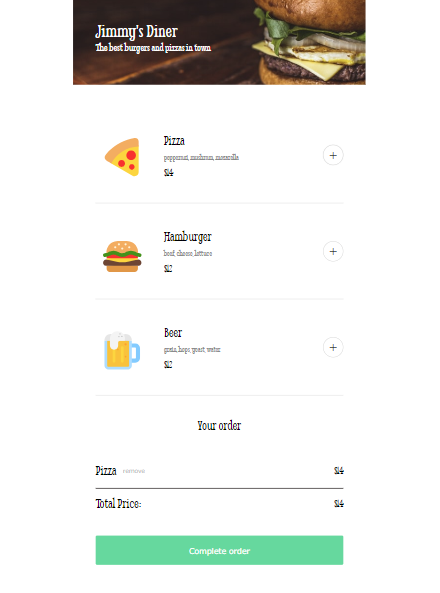 Jimmy's Diner
The best burgers and pizzas in town
Pizza
pepperoni, mushrom, mozarella
$14
+
Hamburger
beef, cheese, lettuce
$12
+
Beer
grain, hops, yeast, water
$12
+
Your order
Pizza remove $14
Total Price: $14
Complete order